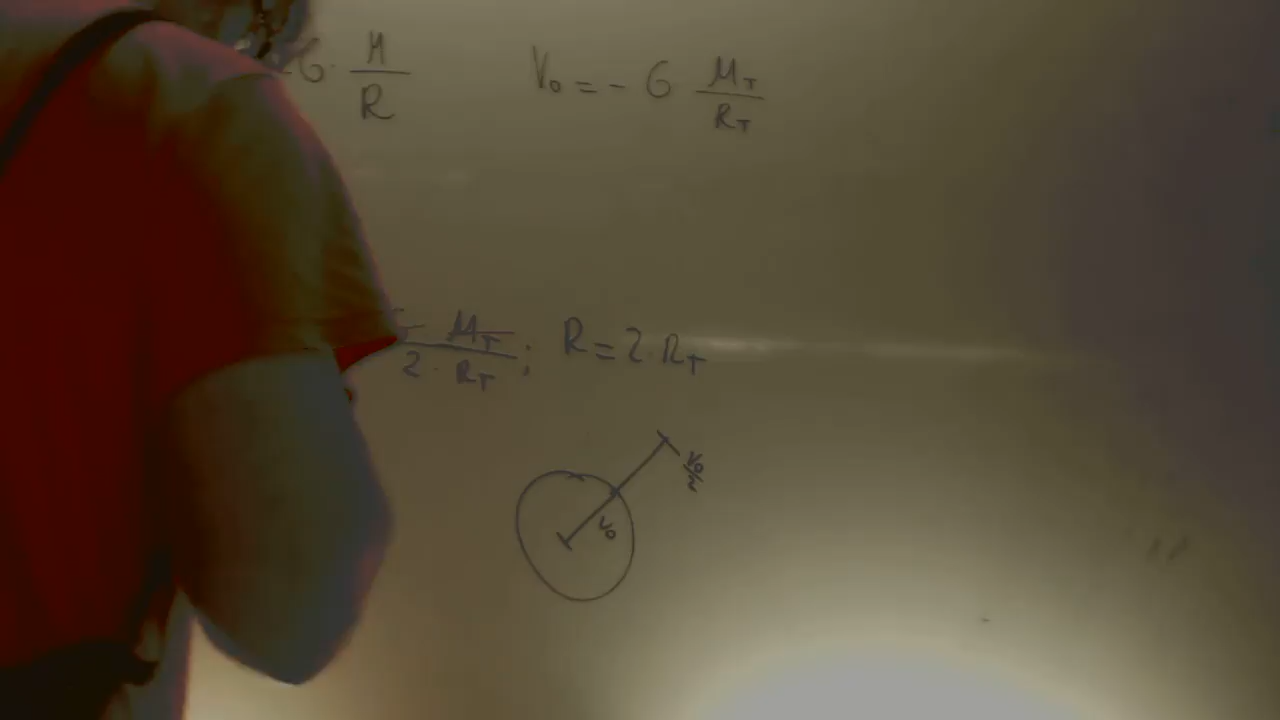 -G · M/R    V₀ = - G M_T/R_T
M_T/(2 · R_T) ; R = 2 · R_T
V₀/2
V₀